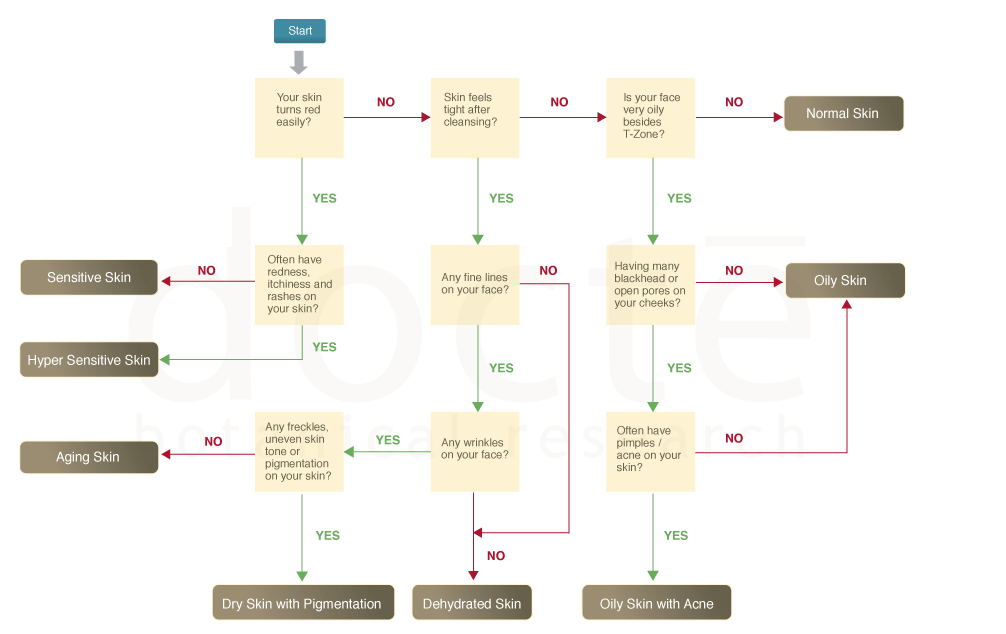 Start
Your skin
turns red
easily?
NO
Skin feels
tight after
cleansing?
NO
Is your face
very oily
besides
T-Zone?
NO
Normal Skin
YES
YES
YES
Sensitive Skin
NO
Often have
redness,
itchiness and
rashes on
your skin?
Any fine lines
on your face?
NO
Having many
blackhead or
open pores on
your cheeks?
NO
Oily Skin
Hyper Sensitive Skin
YES
YES
YES
Aging Skin
NO
Any freckles,
uneven skin
tone or
pigmentation
on your skin?
YES
Any wrinkles
on your face?
Often have
pimples /
acne on your
skin?
NO
YES
NO
YES
Dry Skin with Pigmentation
Dehydrated Skin
Oily Skin with Acne
doctē
botanical research